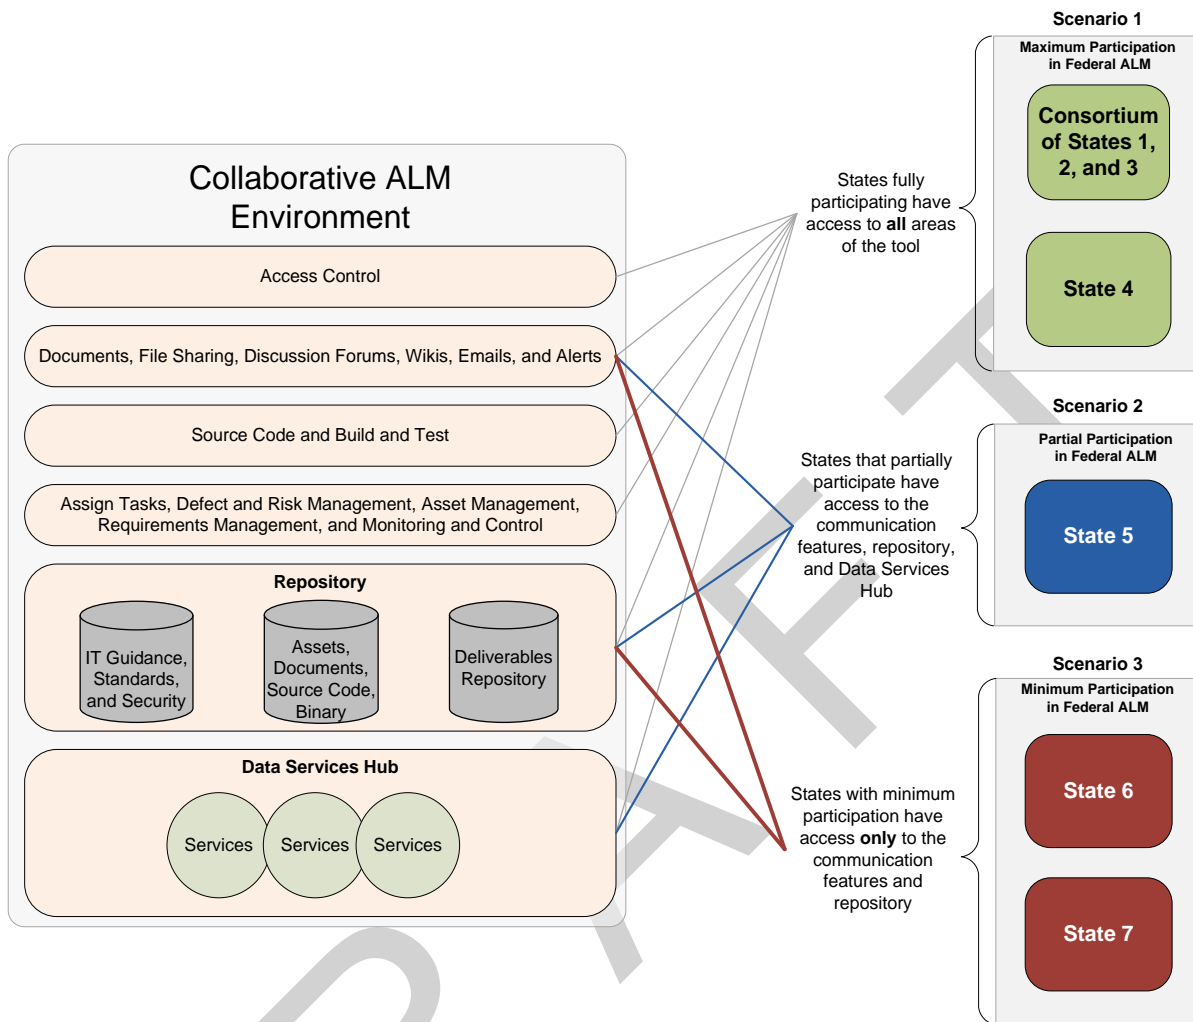 Collaborative ALM
Environment
Access Control
Documents, File Sharing, Discussion Forums, Wikis, Emails, and Alerts
Source Code and Build and Test
Assign Tasks, Defect and Risk Management, Asset Management,
Requirements Management, and Monitoring and Control
Repository
IT Guidance,
Standards,
and Security
Assets,
Documents,
Source Code,
Binary
Deliverables
Repository
Data Services Hub
Services
Services
Services
States fully
participating have
access to all areas
of the tool
States that partially
participate have
access to the
communication
features, repository,
and Data Services
Hub
States with minimum
participation have
access only to the
communication
features and
repository
Scenario 1
Maximum Participation
in Federal ALM
Consortium
of States 1,
2, and 3
State 4
Scenario 2
Partial Participation
in Federal ALM
State 5
Scenario 3
Minimum Participation
in Federal ALM
State 6
State 7
DRAFT